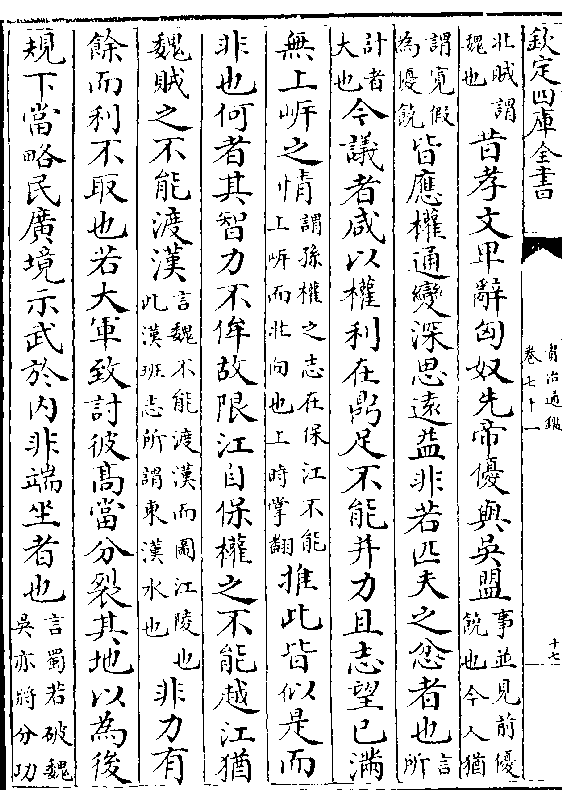 欽定四庫全書
資治通鑑
卷七十一
十七
北賊謂
魏也
昔孝文卑辭匈奴先帝優與吳盟
事並見前優
饒也今人猶
謂寛假
為優饒
皆應權通變深思遠益非若匹夫之忿者也
言
所
計者
大也
今議者咸以權利在鼎足不能并力且志望已滿
無上岸之情
謂孫權之志在保江不能
上岸而北向也上時掌翻
推此皆似是而
非也何者其智力不侔故限江自保權之不能越江猶
魏賊之不能渡漢
言魏不能渡漢而圖江陵也
此漢班志所謂東漢水也
非力有
餘而利不取也若大軍致討彼髙當分裂其地以為後
規下當略民廣境示武於内非端坐者也
言蜀若破魏
吳亦將分功